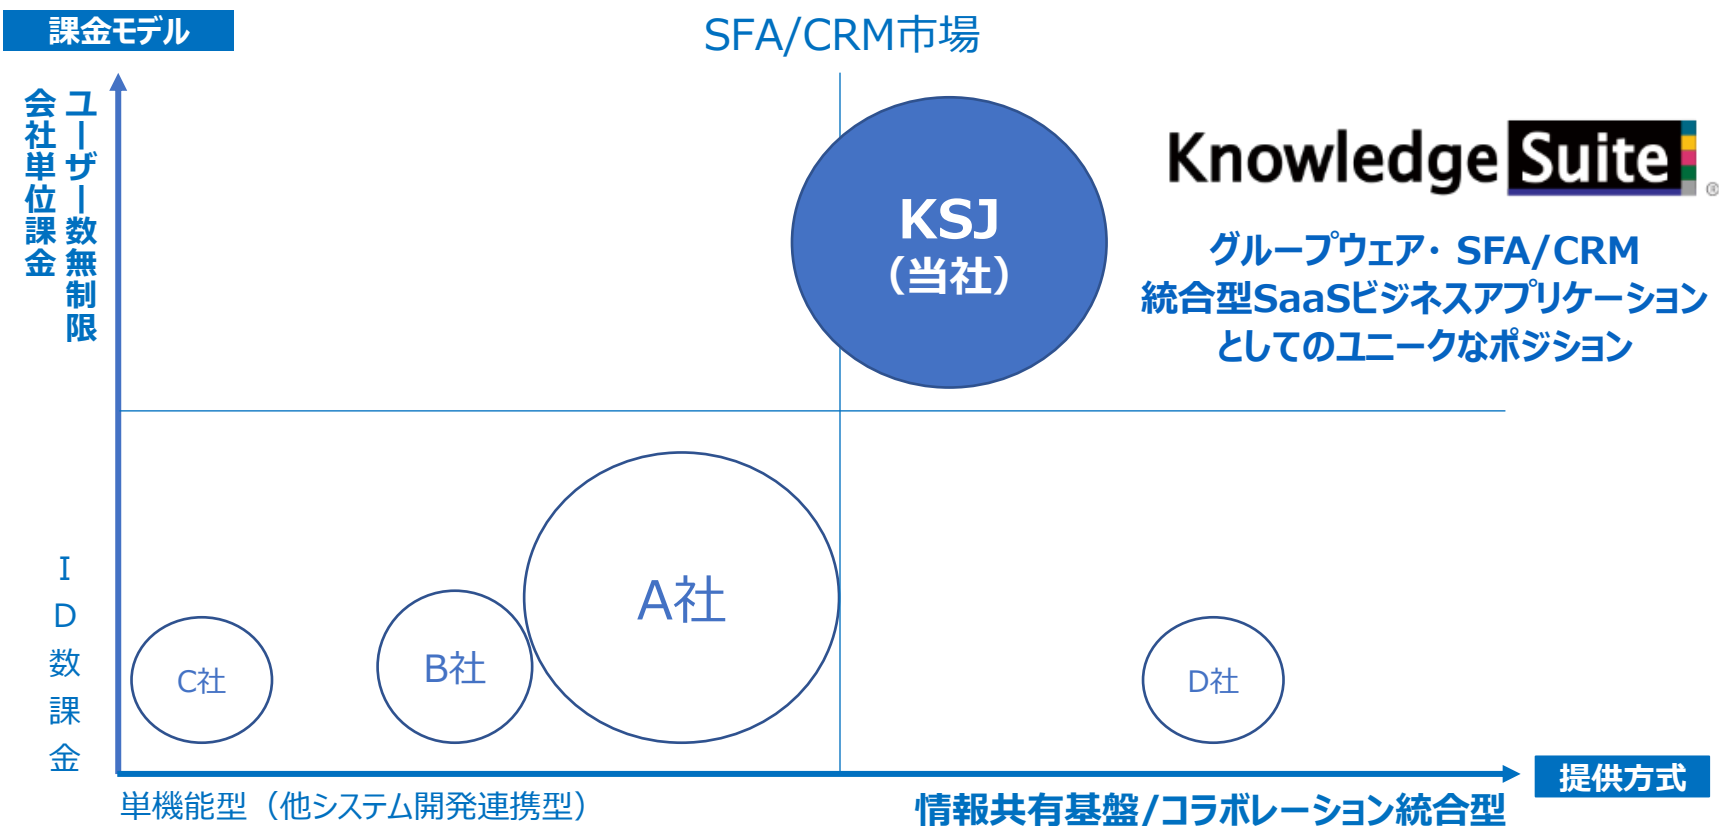 課金モデル
SFA/CRM市場
ユーザー数無制限
会社単位課金
KSJ
（当社）
Knowledge Suite ®
グループウェア・ SFA/CRM
統合型SaaSビジネスアプリケーション
としてのユニークなポジション
ID数課金
A社
B社
C社
D社
提供方式
単機能型（他システム開発連携型）
情報共有基盤/コラボレーション統合型